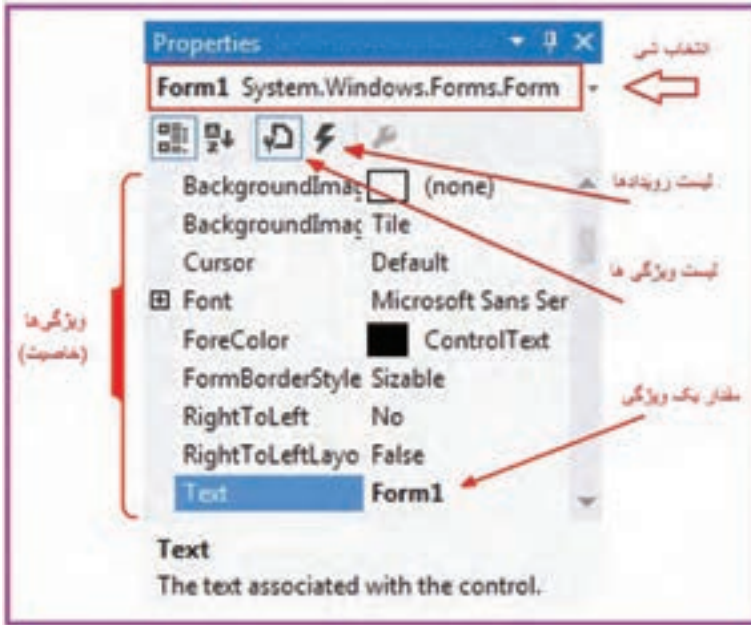 Properties
انتخاب شی
Form1 System.Windows.Forms.Form
لیست رویدادها
BackgroundImag (none)
BackgroundImag Tile
Cursor Default
لیست ویژگی ها
Font Microsoft Sans Ser
ویژگی‌ها
(خاصیت)
ForeColor ControlText
FormBorderStyle Sizable
مقدار یک ویژگی
RightToLeft No
RightToLeftLayo False
Text Form1
Text
The text associated with the control.